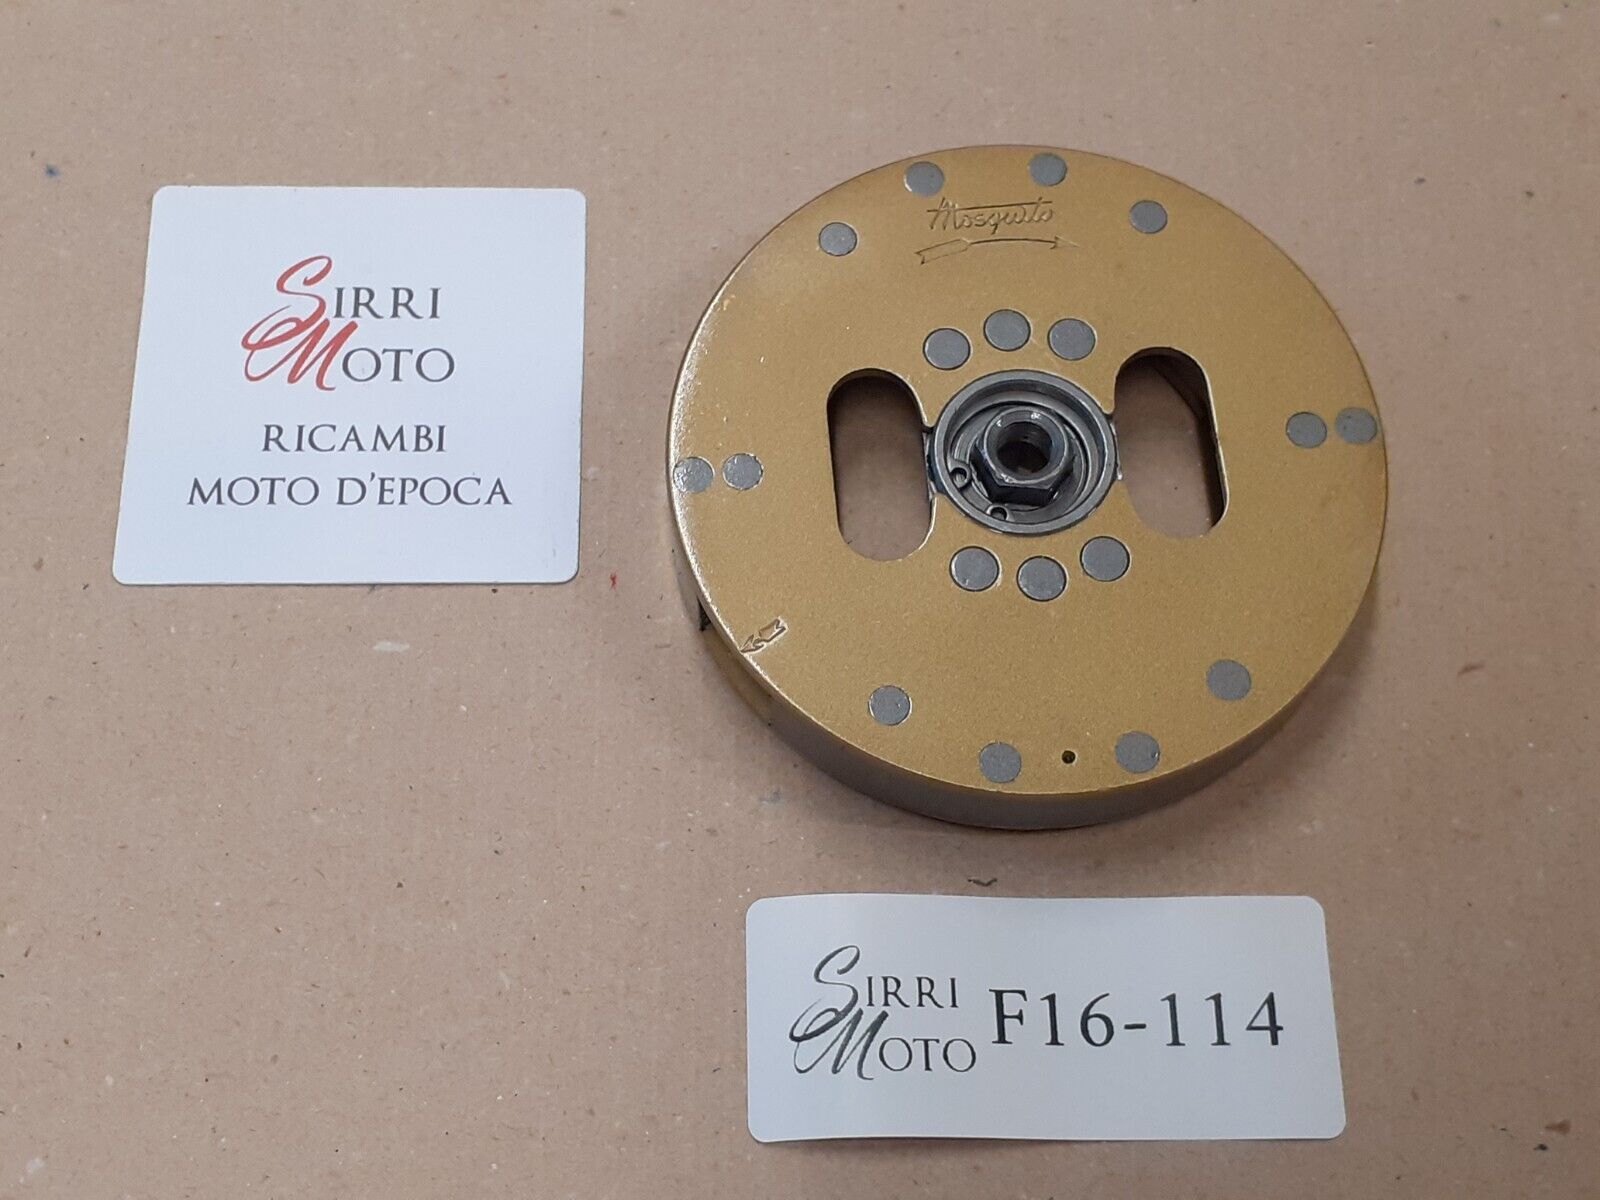 SIRRI
MOTO
RICAMBI
MOTO D'EPOCA
Mosquito
SIRRI
MOTO
F16-114